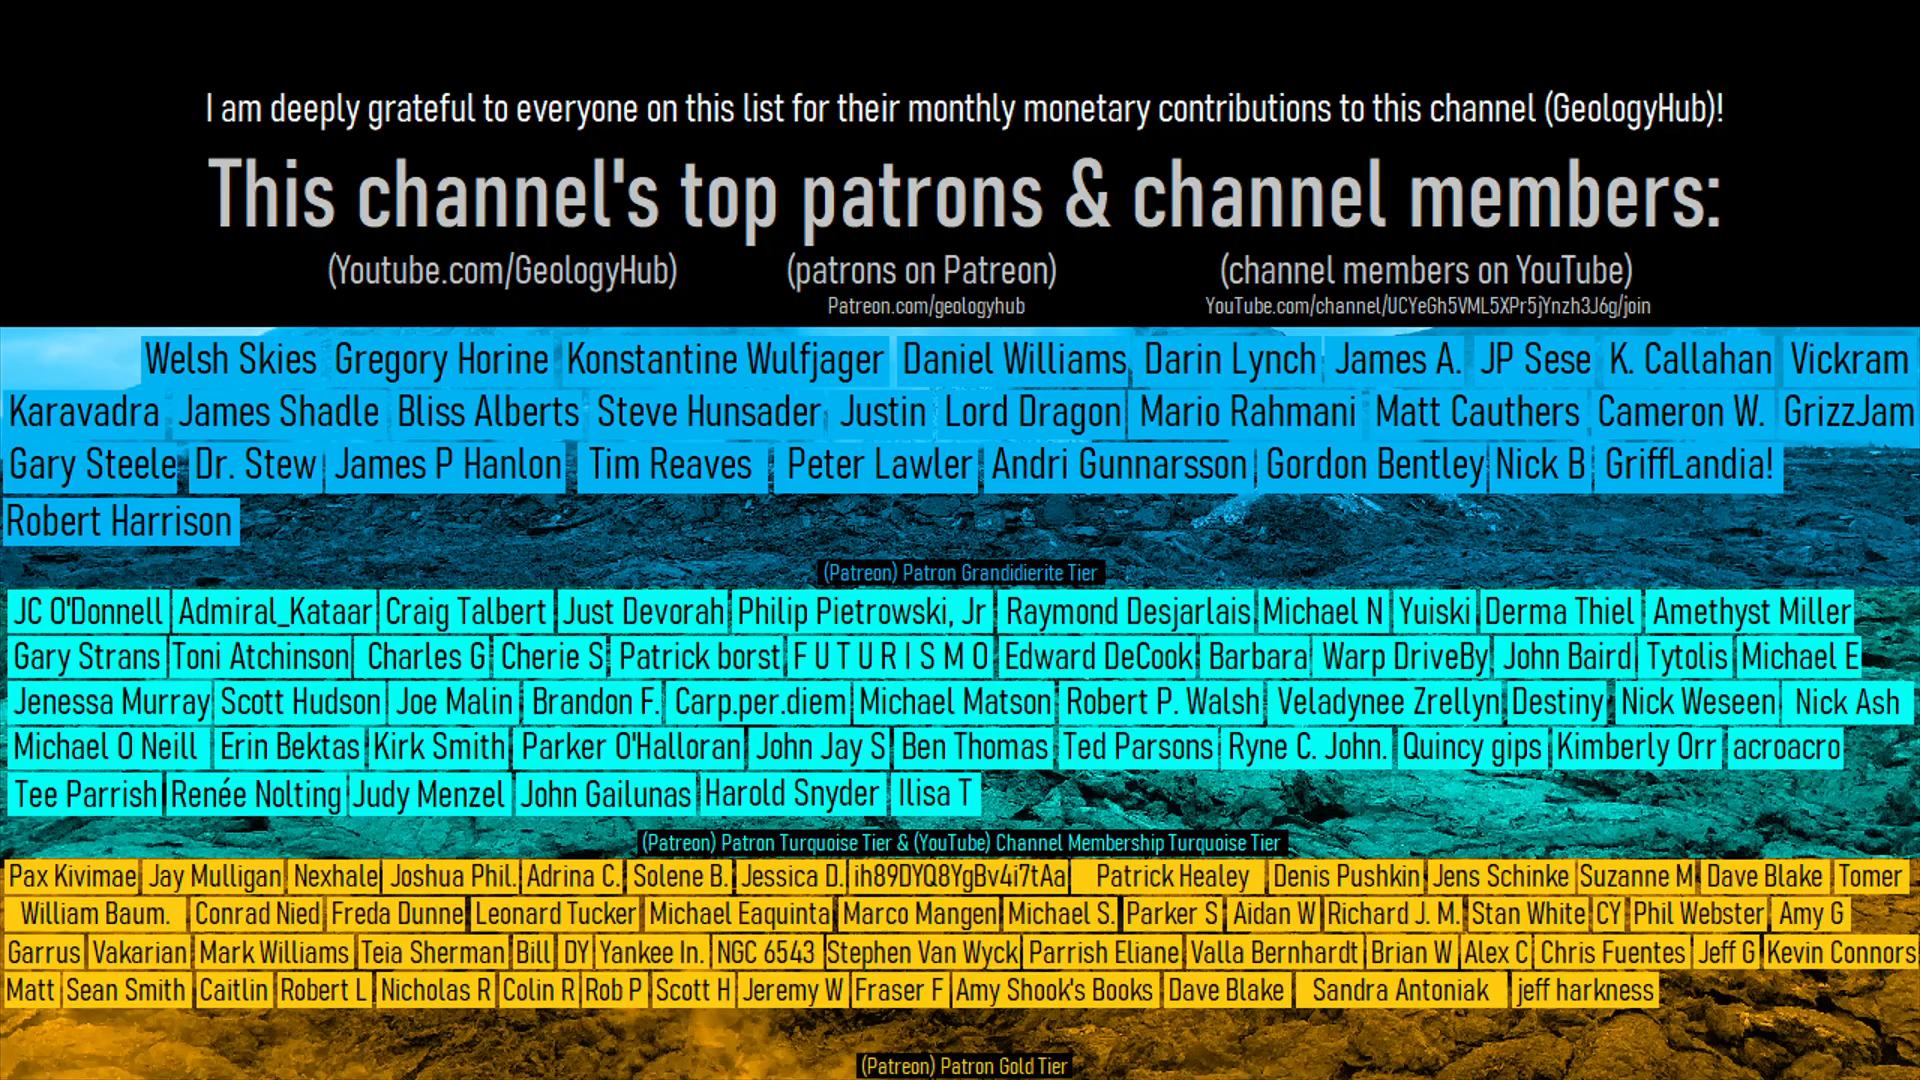 I am deeply grateful to everyone on this list for their monthly monetary contributions to this channel (GeologyHub)!
This channel's top patrons & channel members:
(Youtube.com/GeologyHub) (patrons on Patreon) (channel members on YouTube)
Patreon.com/geologyhub YouTube.com/channel/UCYeGh5VML5XPr5jYnzh3J6g/join
Welsh Skies Gregory Horine Konstantine Wulfjager Daniel Williams Darin Lynch James A. JP Sese K. Callahan Vickram
Karavadra James Shadle Bliss Alberts Steve Hunsader Justin Lord Dragon Mario Rahmani Matt Cauthers Cameron W. GrizzJam
Gary Steele Dr. Stew James P Hanlon Tim Reaves Peter Lawler Andri Gunnarsson Gordon Bentley Nick B GriffLandia!
Robert Harrison
(Patreon) Patron Grandidierite Tier
JC O'Donnell Admiral_Kataar Craig Talbert Just Devorah Philip Pietrowski, Jr Raymond Desjarlais Michael N Yuiski Derma Thiel Amethyst Miller
Gary Strans Toni Atchinson Charles G Cherie S Patrick borst F U T U R I S M O Edward DeCook Barbara Warp DriveBy John Baird Tytolis Michael E
Jenessa Murray Scott Hudson Joe Malin Brandon F. Carp.per.diem Michael Matson Robert P. Walsh Veladynee Zrellyn Destiny Nick Weseen Nick Ash
Michael O Neill Erin Bektas Kirk Smith Parker O'Halloran John Jay S Ben Thomas Ted Parsons Ryne C. John. Quincy gips Kimberly Orr acroacro
Tee Parrish Renée Nolting Judy Menzel John Gailunas Harold Snyder Ilisa T
(Patreon) Patron Turquoise Tier & (YouTube) Channel Membership Turquoise Tier
Pax Kivimae Jay Mulligan Nexhale Joshua Phil. Adrina C. Solene B. Jessica D. ih89DYQ8YgBv4i7tAa Patrick Healey Denis Pushkin Jens Schinke Suzanne M Dave Blake Tomer
William Baum. Conrad Nied Freda Dunne Leonard Tucker Michael Eaquinta Marco Mangen Michael S. Parker S Aidan W Richard J. M. Stan White CY Phil Webster Amy G
Garrus Vakarian Mark Williams Teia Sherman Bill DY Yankee In. NGC 6543 Stephen Van Wyck Parrish Eliane Valla Bernhardt Brian W Alex C Chris Fuentes Jeff G Kevin Connors
Matt Sean Smith Caitlin Robert L Nicholas R Colin R Rob P Scott H Jeremy W Fraser F Amy Shook's Books Dave Blake Sandra Antoniak jeff harkness
(Patreon) Patron Gold Tier